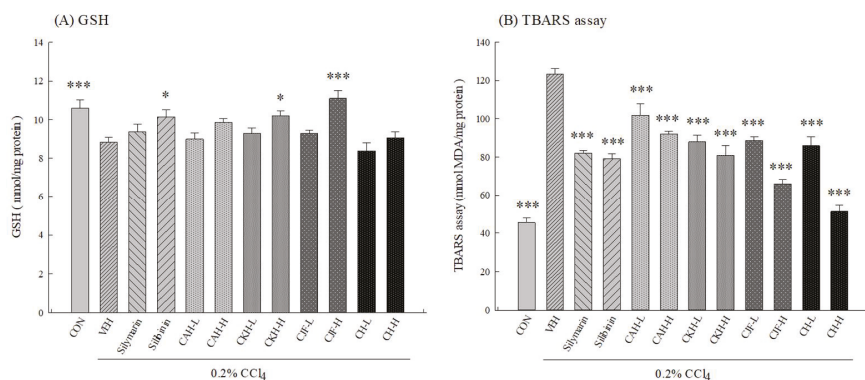 (A) GSH
14
12
10
8
6
4
2
0
GSH ( mmol/mg protein )
***
*
*
***
CON
VEH
Silymarin
Silibinin
CAH-L
CAH-H
CKH-L
CKH-H
CJF-L
CJF-H
CH-L
CH-H
0.2% CCl4
(B) TBARS assay
140
120
100
80
60
40
20
0
TBARS assay (mmol MDA/mg protein )
***
***
***
***
***
***
***
***
***
***
***
CON
VEH
Silymarin
Silibinin
CAH-L
CAH-H
CKH-L
CKH-H
CJF-L
CJF-H
CH-L
CH-H
0.2% CCl4